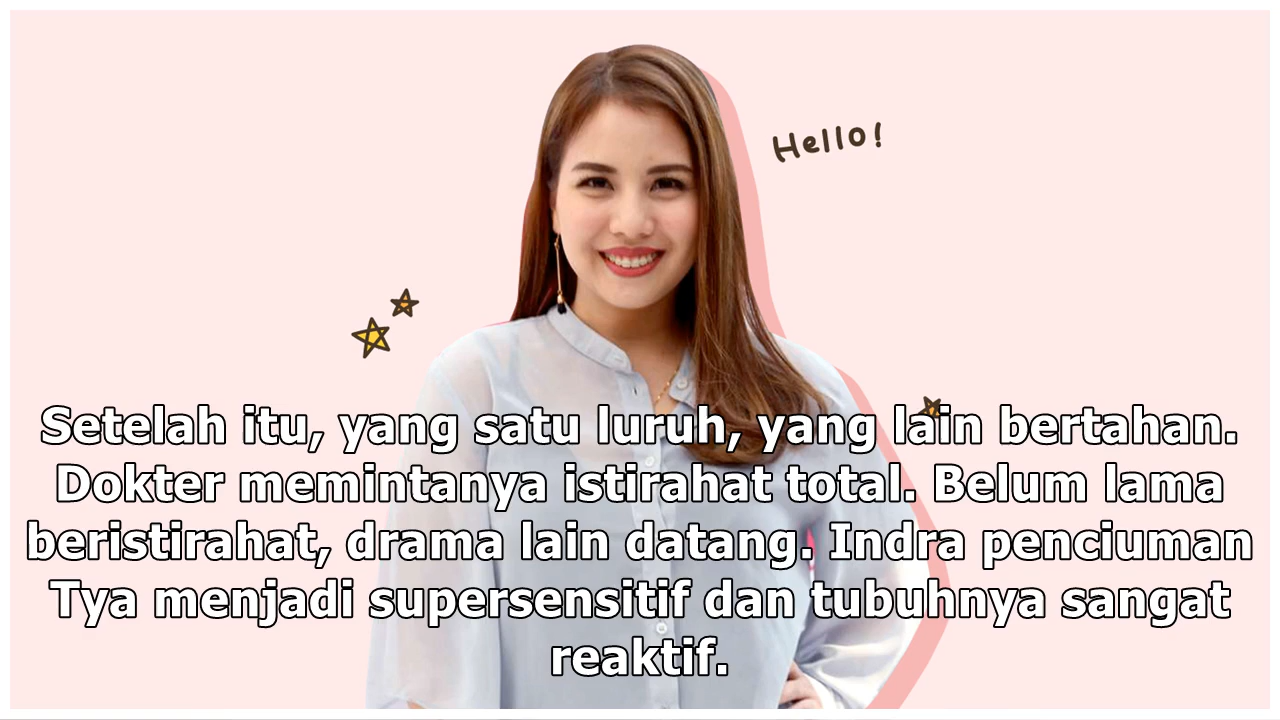 Hello!
Setelah itu, yang satu luruh, yang lain bertahan.
Dokter memintanya istirahat total. Belum lama
beristirahat, drama lain datang. Indra penciuman
Tya menjadi supersensitif dan tubuhnya sangat
reaktif.